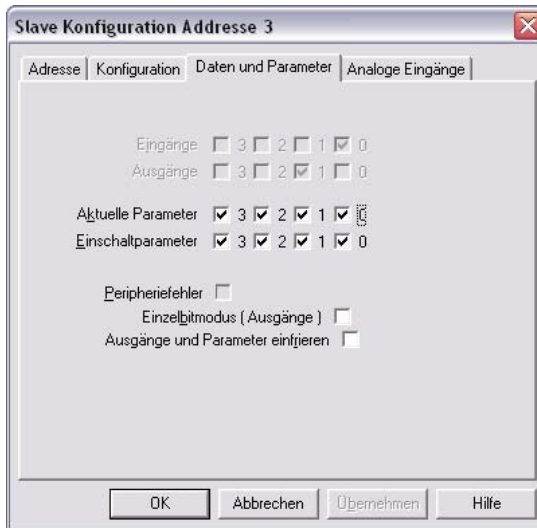 Slave Konfiguration Addresse 3
Adresse Konfiguration Daten und Parameter Analoge Eingänge
Eingänge 3 2 1 0
Ausgänge 3 2 1 0
Aktuelle Parameter 3 2 1 0
Einschaltparameter 3 2 1 0
Peripheriefehler
Einzelbitmodus ( Ausgänge )
Ausgänge und Parameter einfrieren
OK Abbrechen Übernehmen Hilfe